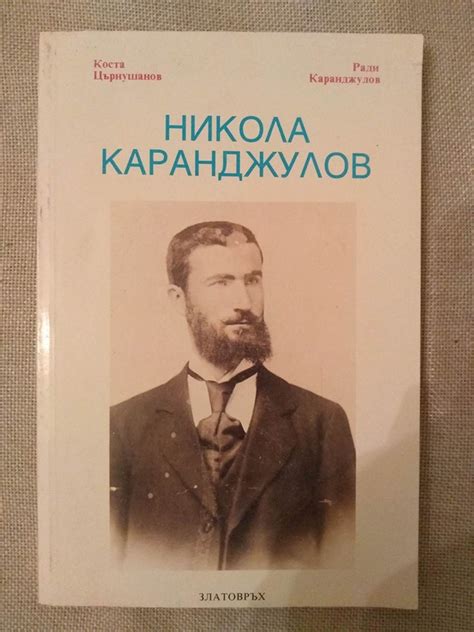 Коста
Църнушанов
Ради
Каранджулов
НИКОЛА
КАРАНДЖУЛОВ
ЗЛАТОВРЪХ